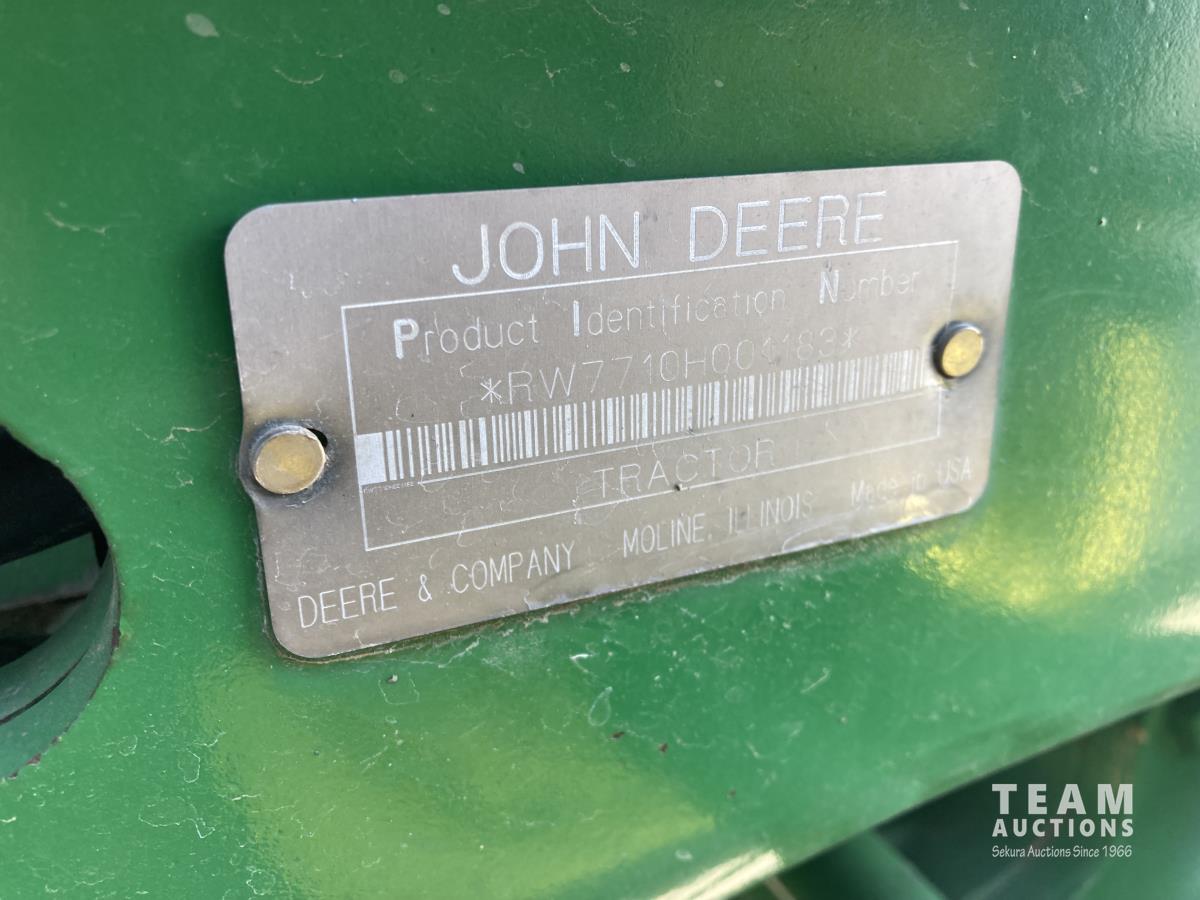 JOHN DEERE
Product Identification Number
*RW7710H001183*
TRACTOR
DEERE & COMPANY MOLINE, ILLINOIS Made in USA
TEAM
AUCTIONS
Sekura Auctions Since 1966